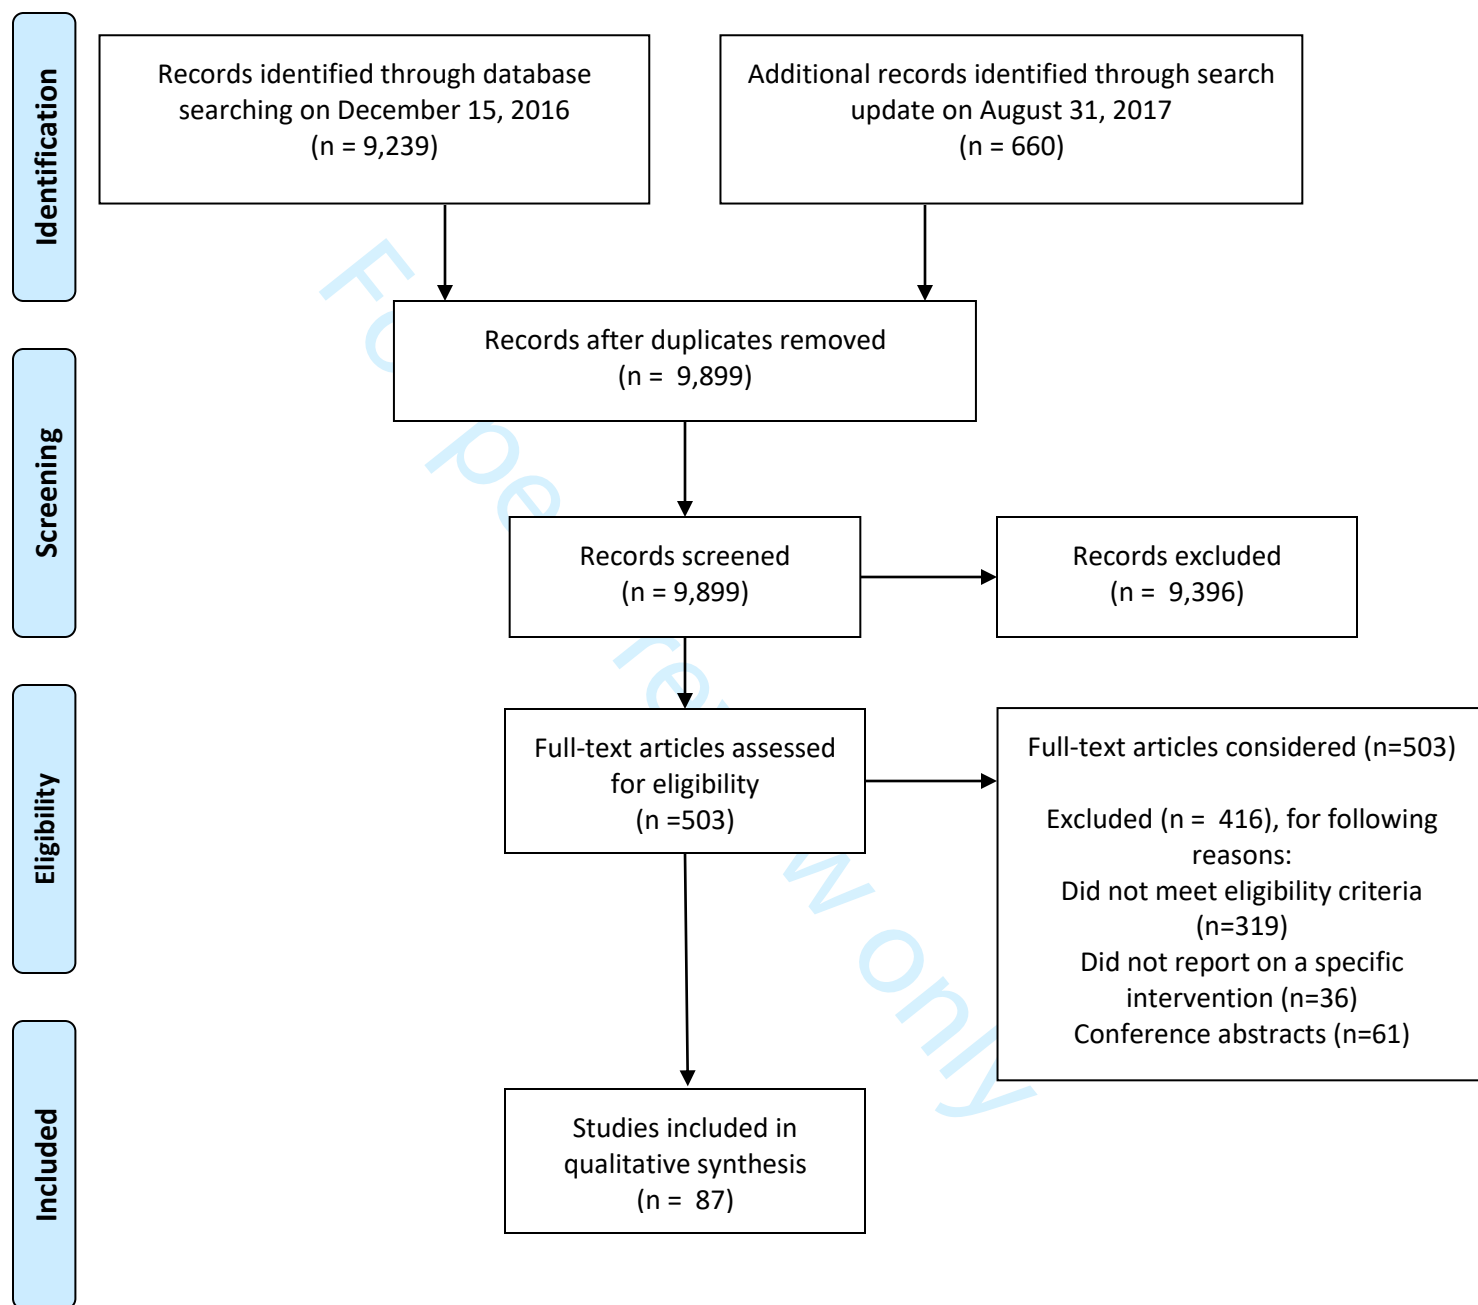 Identification
Records identified through database
searching on December 15, 2016
(n = 9,239)
Additional records identified through search
update on August 31, 2017
(n = 660)
Records after duplicates removed
(n =  9,899)
Screening
Records screened
(n = 9,899)
Records excluded
(n =  9,396)
Eligibility
Full-text articles assessed
for eligibility
(n =503)
Full-text articles considered (n=503)
Excluded (n =  416), for following
reasons:
Did not meet eligibility criteria
(n=319)
Did not report on a specific
intervention (n=36)
Conference abstracts (n=61)
Included
Studies included in
qualitative synthesis
(n =  87)
For peer review only